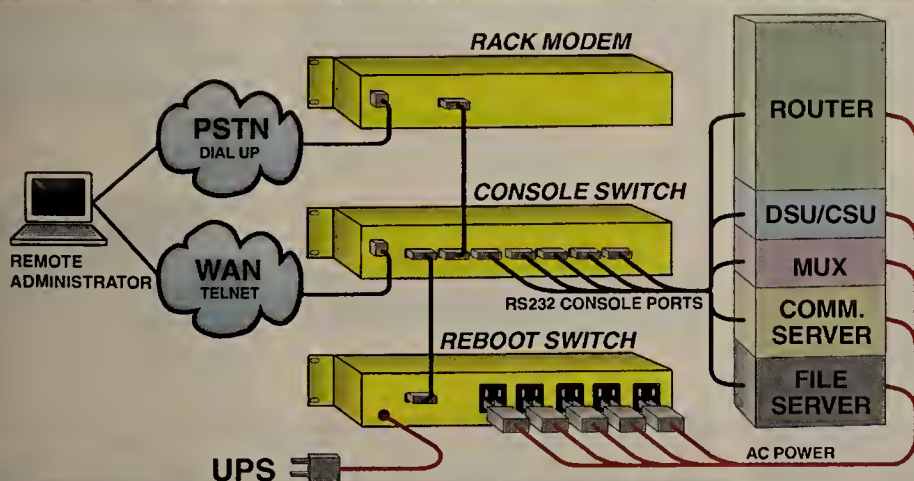 RACK MODEM
PSTN
DIAL UP
CONSOLE SWITCH
REMOTE
ADMINISTRATOR
WAN
TELNET
RS232 CONSOLE PORTS
REBOOT SWITCH
UPS
AC POWER
ROUTER
DSU/CSU
MUX
COMM.
SERVER
FILE
SERVER